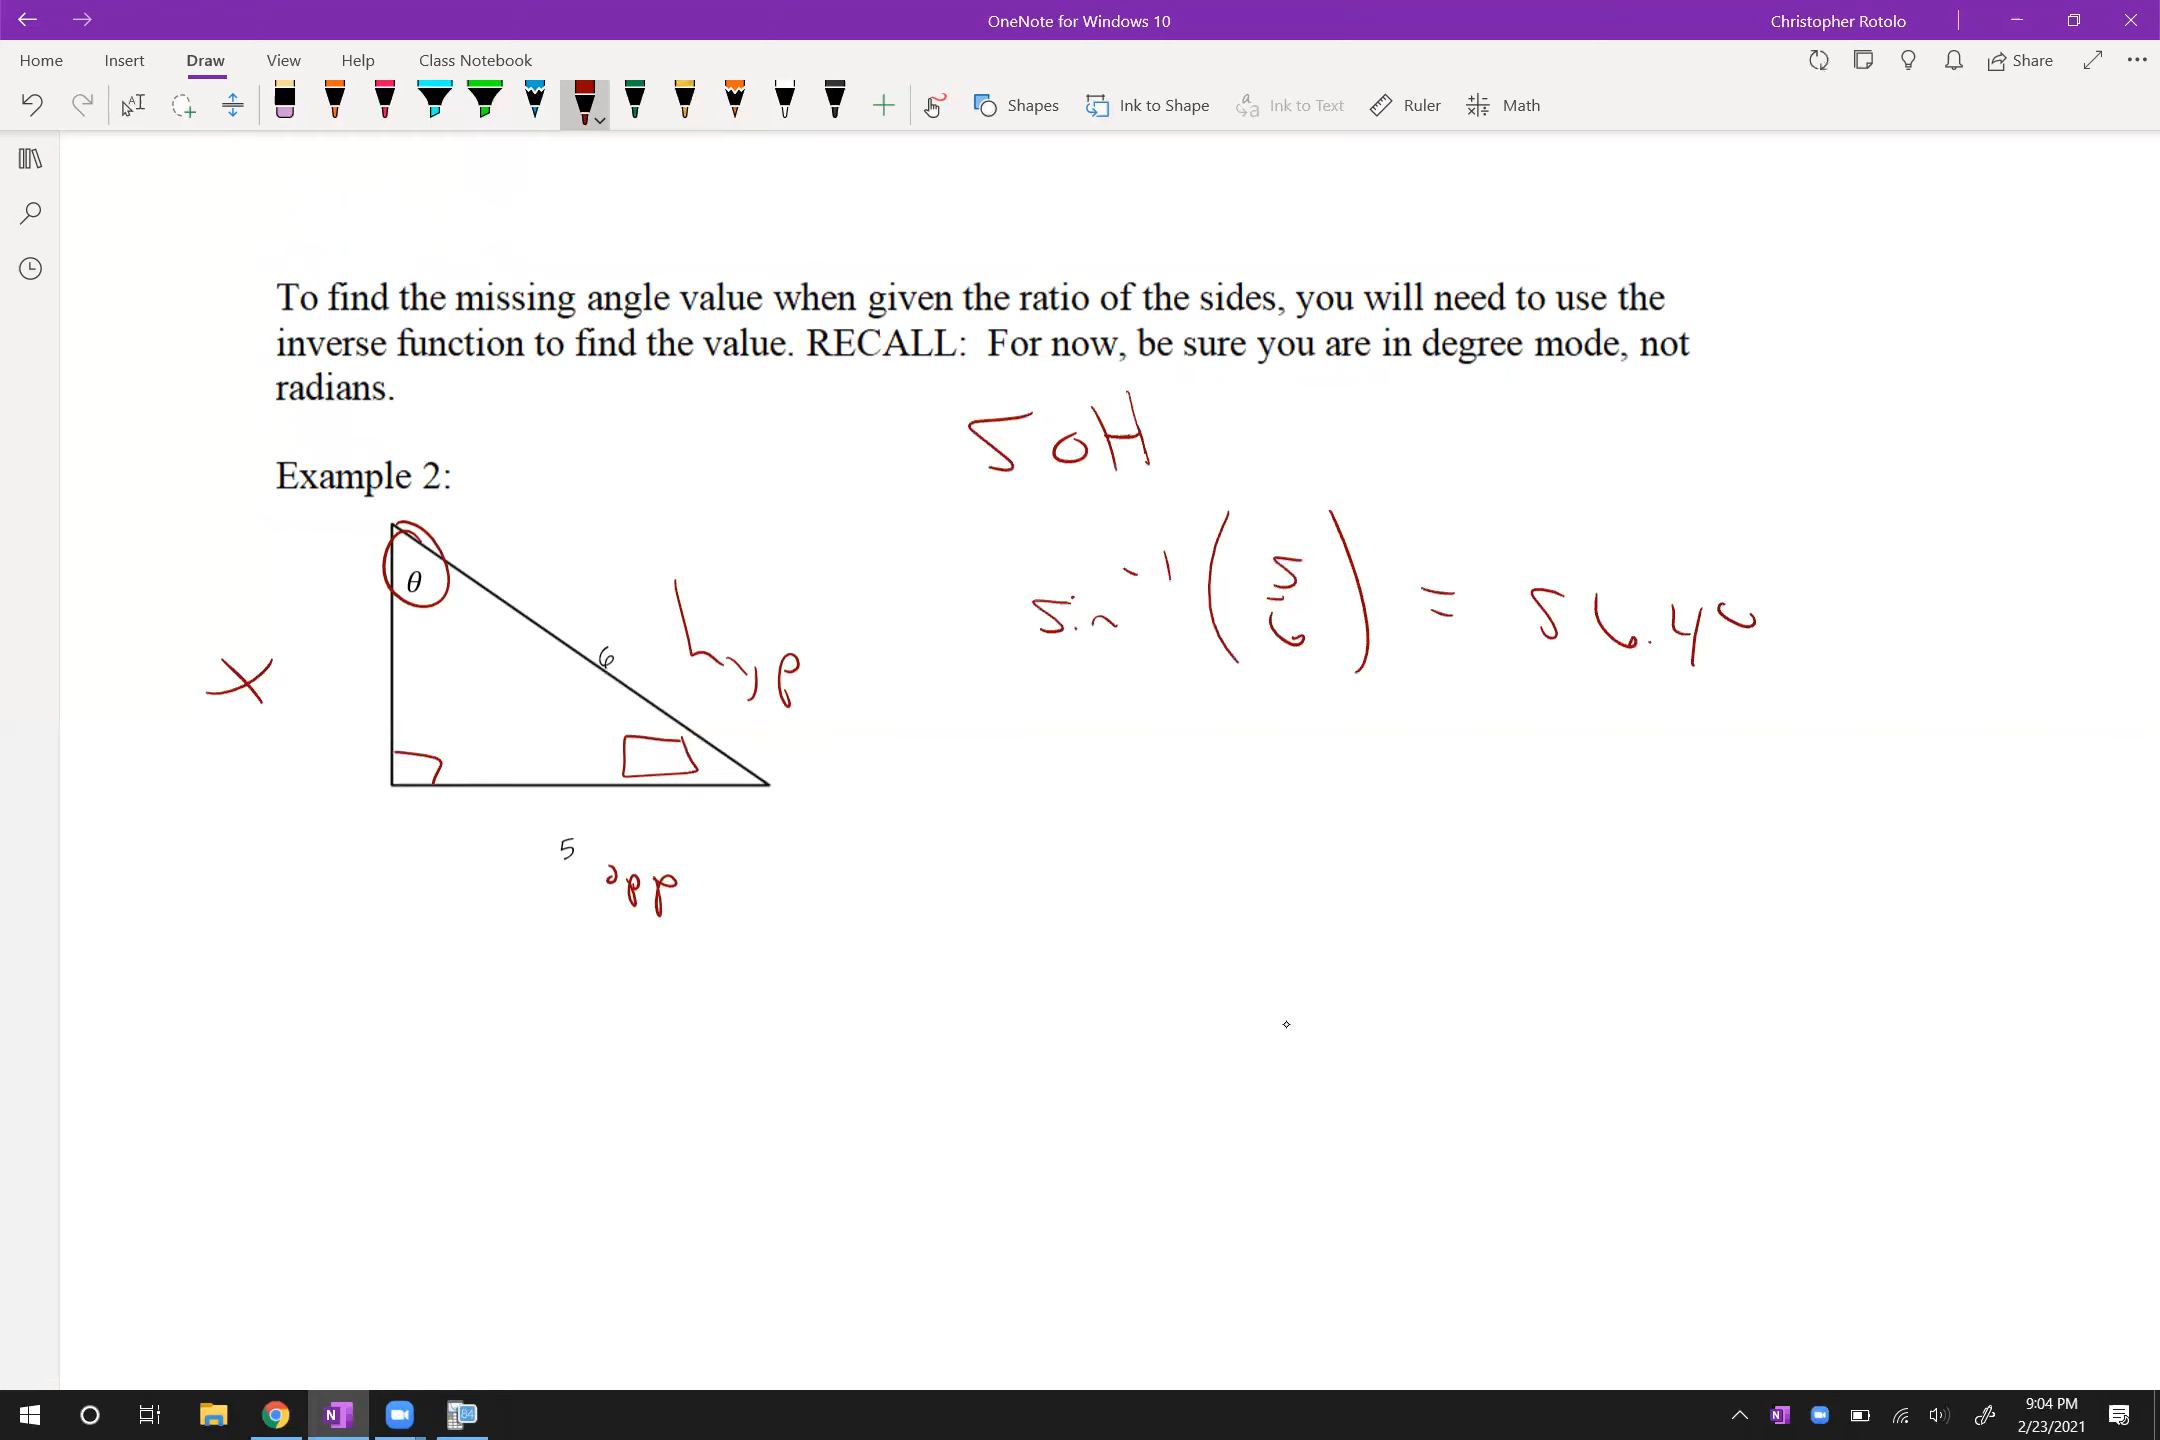 OneNote for Windows 10
Christopher Rotolo
Home Insert Draw View Help Class Notebook
Share
Shapes Ink to Shape Ink to Text Ruler Math
To find the missing angle value when given the ratio of the sides, you will need to use the
inverse function to find the value. RECALL: For now, be sure you are in degree mode, not
radians.
SOH
Example 2:
θ
sin⁻¹(5/6) = 56.4°
6
hyp
x
5
opp
9:04 PM
2/23/2021